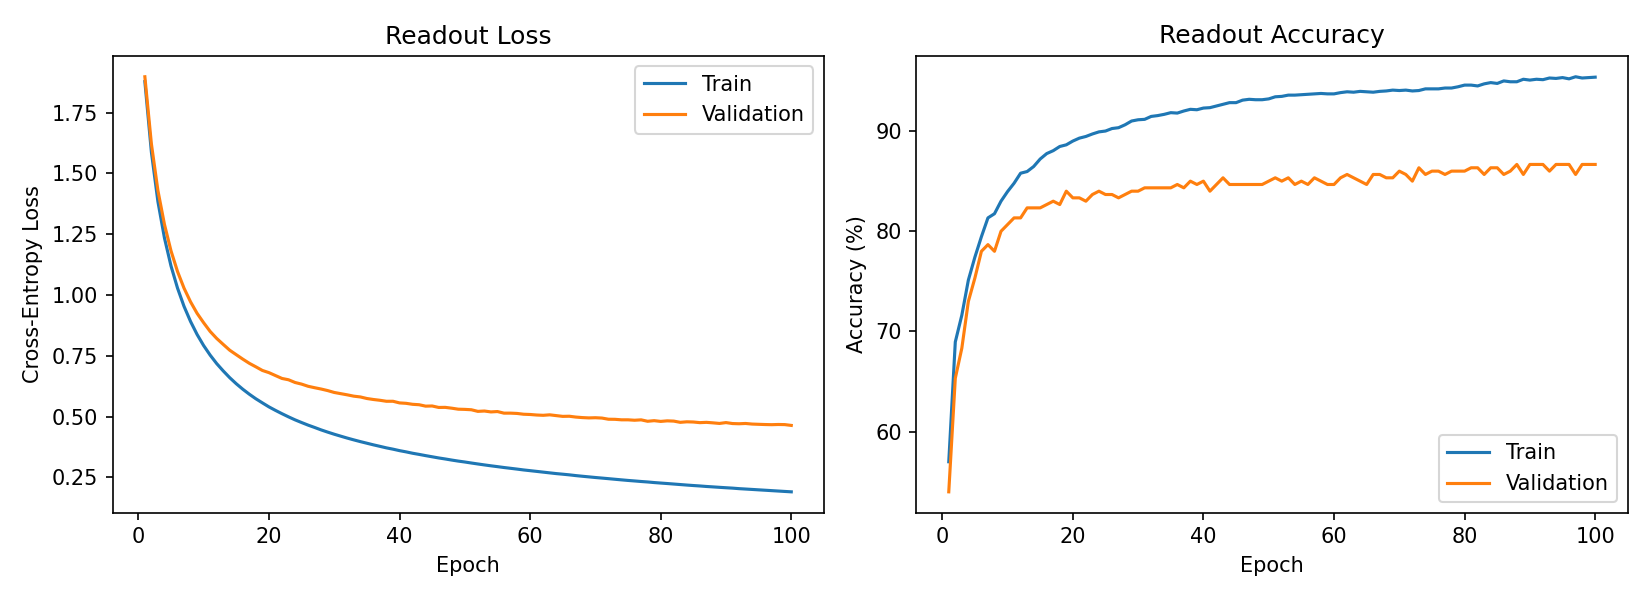 Readout Loss
Cross-Entropy Loss
1.75
1.50
1.25
1.00
0.75
0.50
0.25
0
20
40
60
80
100
Epoch
Train
Validation
Readout Accuracy
Accuracy (%)
90
80
70
60
0
20
40
60
80
100
Epoch
Train
Validation